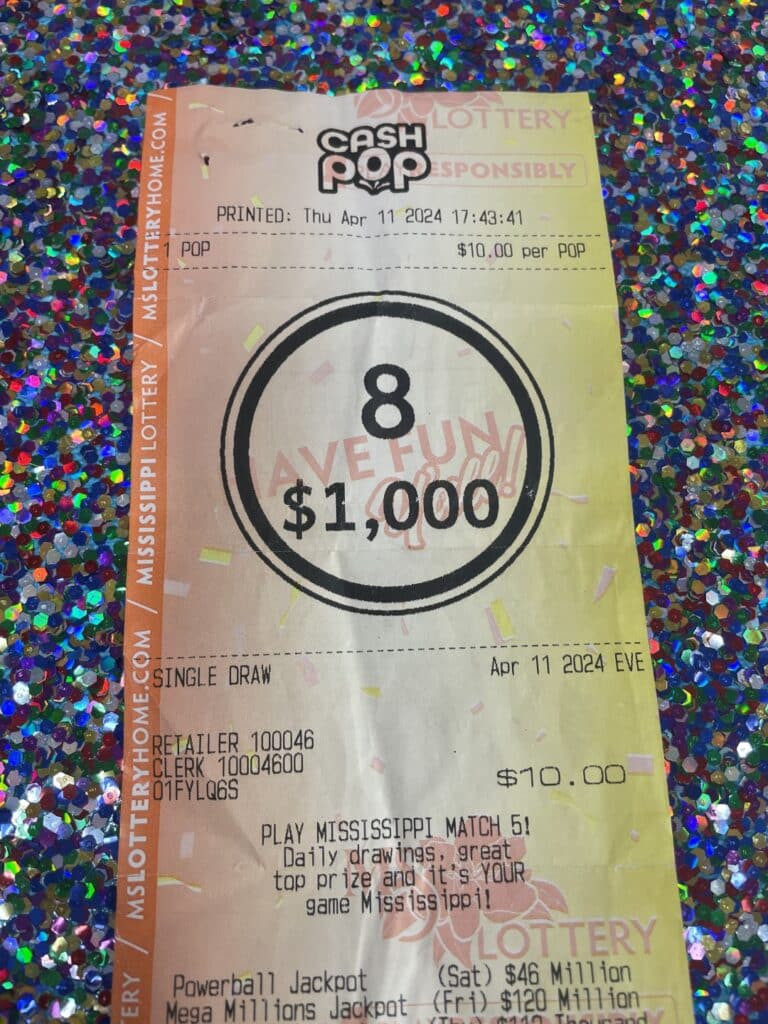 LOTTERY
CASH
POP
RESPONSIBLY
PRINTED: Thu Apr 11 2024 17:43:41
1 POP $10.00 per POP
8
HAVE FUN
$1,000
SINGLE DRAW Apr 11 2024 EVE
RETAILER 100046
CLERK 10004600
01FYLQ6S
$10.00
PLAY MISSISSIPPI MATCH 5!
Daily drawings, great
top prize and it's YOUR
game Mississippi!
LOTTERY
Powerball Jackpot (Sat) $46 Million
Mega Millions Jackpot (Fri) $120 Million
ERY / MSLOTTERYHOME.COM / MISSISSIPPI LOTTERY / MSLOTTERYHOME.COM /